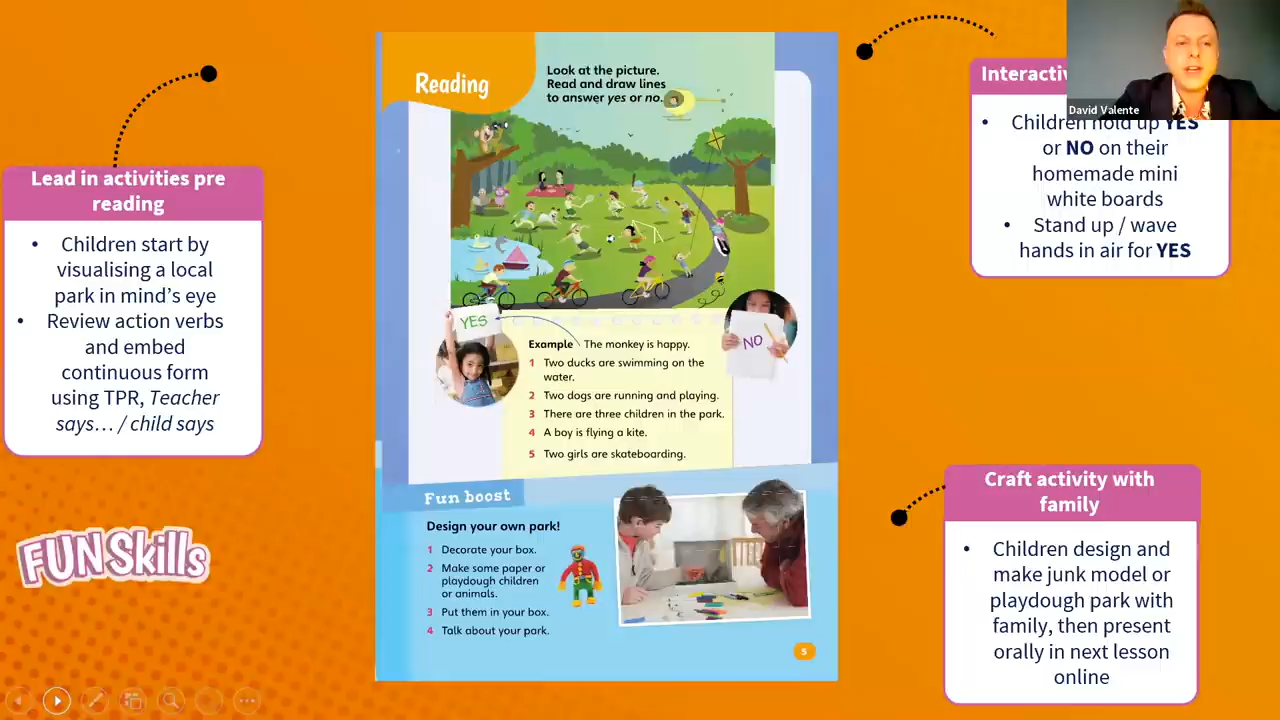 Lead in activities pre
reading
• Children start by
visualising a local
park in mind's eye
• Review action verbs
and embed
continuous form
using TPR, Teacher
says… / child says
FUN Skills
Reading
Look at the picture.
Read and draw lines
to answer yes or no.
YES
NO
Example The monkey is happy.
1 Two ducks are swimming on the
water.
2 Two dogs are running and playing.
3 There are three children in the park.
4 A boy is flying a kite.
5 Two girls are skateboarding.
Fun boost
Design your own park!
1 Decorate your box.
2 Make some paper or
playdough children
or animals.
3 Put them in your box.
4 Talk about your park.
5
David Valente
• Children hold up YES
or NO on their
homemade mini
white boards
• Stand up / wave
hands in air for YES
Craft activity with
family
• Children design and
make junk model or
playdough park with
family, then present
orally in next lesson
online